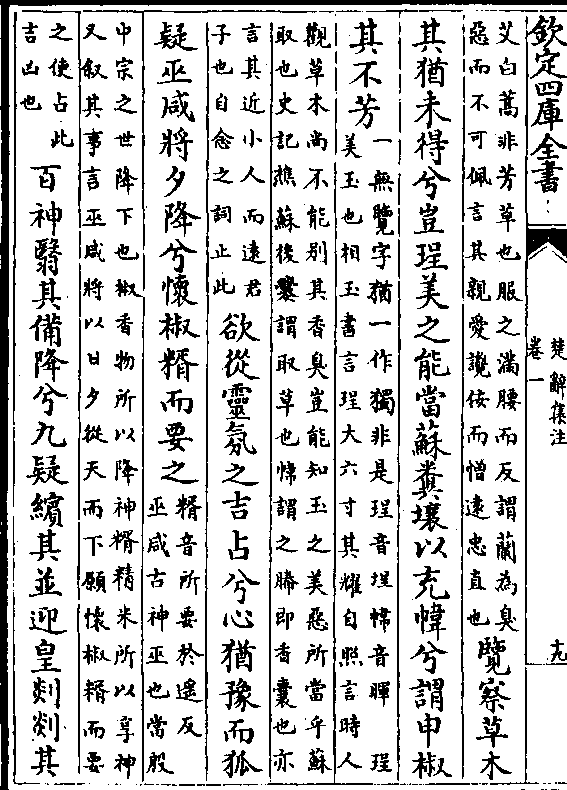 欽定四庫全書
楚辭集注
卷一
十九
艾白蒿非芳草也服之滿腰而反謂蘭為臭
惡而不可佩言其親愛讒佞而憎遠忠直也
覽察草木
其猶未得兮豈珵美之能當蘇糞壤以充幃兮謂申椒
其不芳
一無覽字猶一作獨非是珵音埕幃音暉 珵
美玉也相玉書言珵大六寸其耀自照言時人
觀草木尚不能别其香臭豈能知玉之美惡所當乎蘇
取也史記樵蘇後爨謂取草也幃謂之幐即香囊也亦
言其近小人而遠君
子也自念之詞止此
欲從靈氛之吉占兮心猶豫而狐
疑巫咸將夕降兮懷椒糈而要之
糈音所要於遥反
巫咸古神巫也當殷
中宗之世降下也椒香物所以降神糈精米所以享神
又叙其事言巫咸將以日夕從天而下願懷椒糈而要
之使占此
吉凶也
百神翳其備降兮九疑繽其並迎皇剡剡其